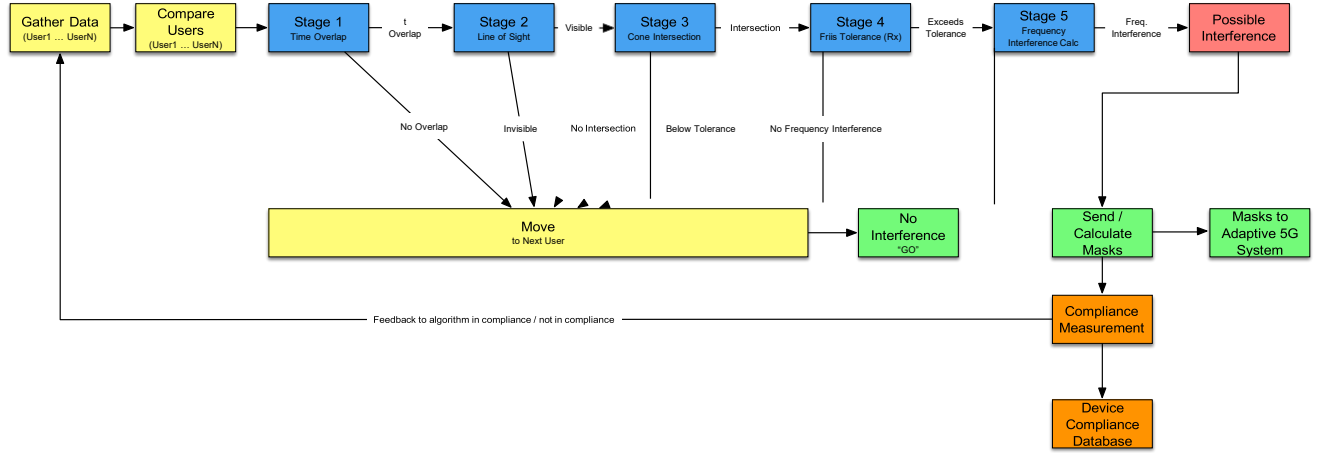 Gather Data
(User1 ... UserN)
Compare
Users
(User1 ... UserN)
Stage 1
Time Overlap
t
Overlap
Stage 2
Line of Sight
Visible
Stage 3
Cone Intersection
Intersection
Stage 4
Friis Tolerance (Rx)
Exceeds
Tolerance
Stage 5
Frequency
Interference Calc
Freq.
Interference
Possible
Interference
No Overlap
Invisible
No Intersection
Below Tolerance
No Frequency Interference
Move
to Next User
No
Interference
“GO”
Send /
Calculate
Masks
Masks to
Adaptive 5G
System
Feedback to algorithm in compliance / not in compliance
Compliance
Measurement
Device
Compliance
Database